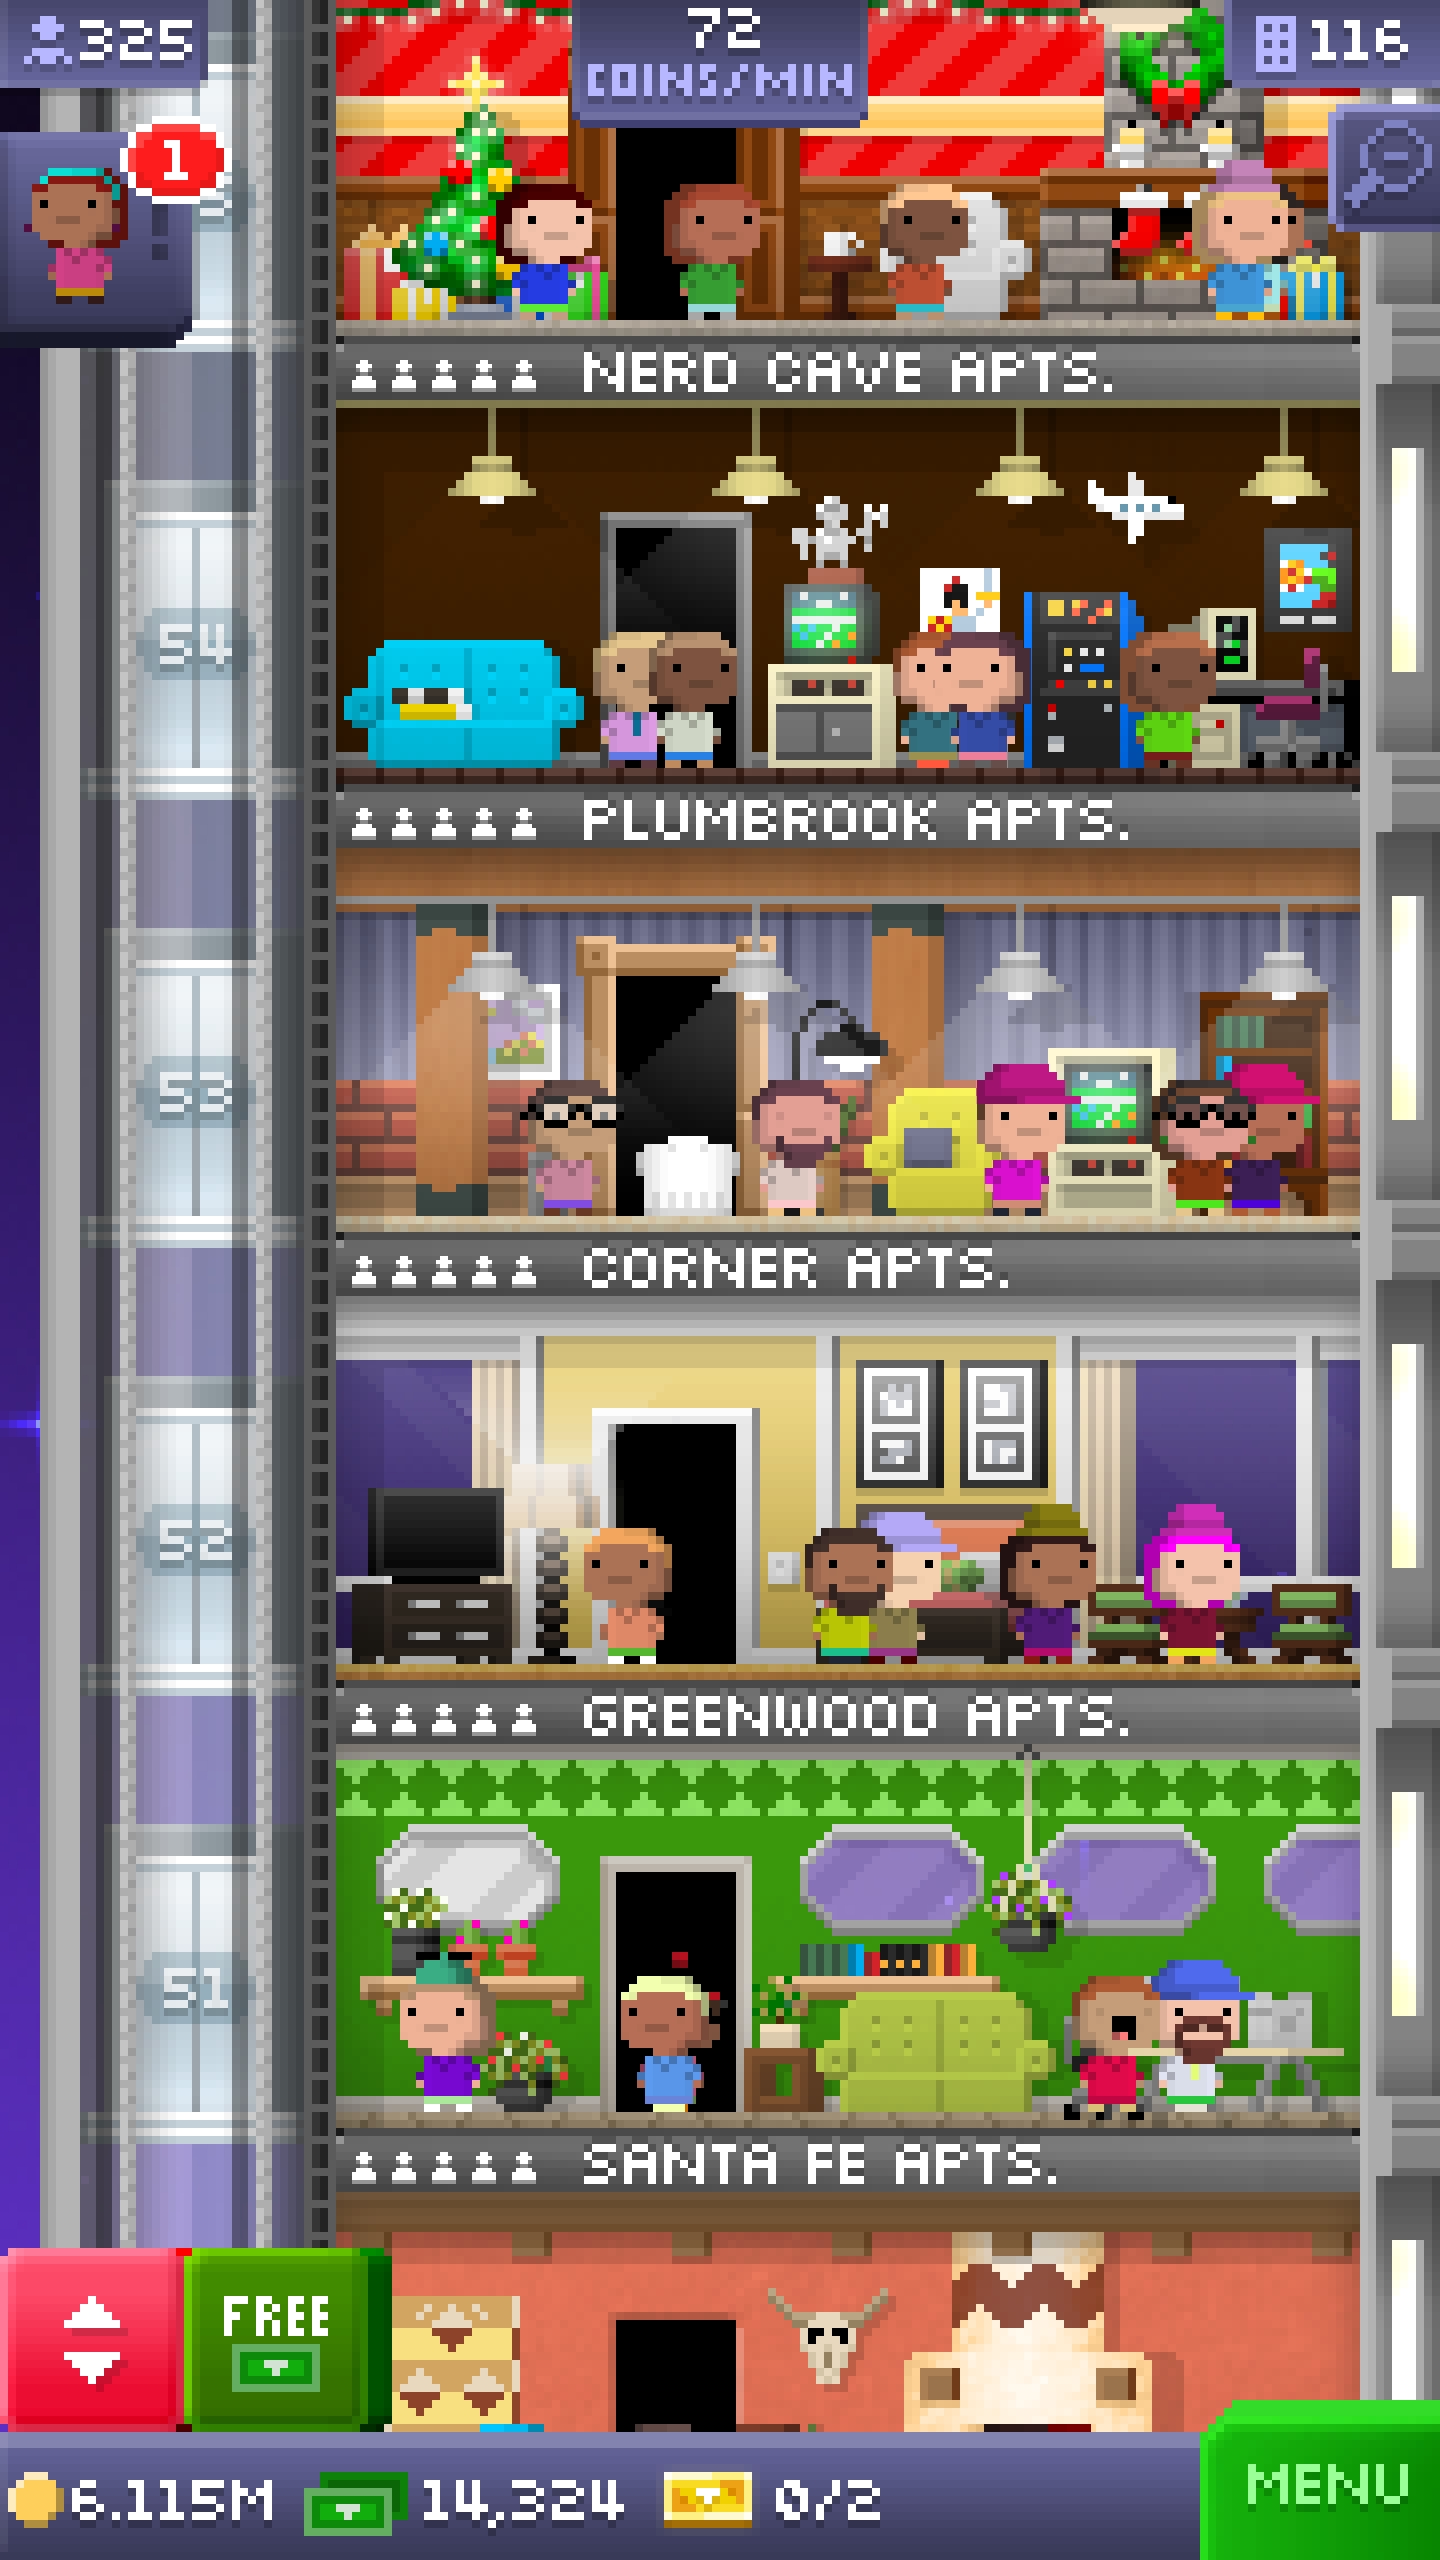 325
72
COINS/MIN
116
1
NERD CAVE APTS.
54
PLUMBROOK APTS.
53
CORNER APTS.
52
GREENWOOD APTS.
51
SANTA FE APTS.
FREE
6.115M
14,324
0/2
MENU